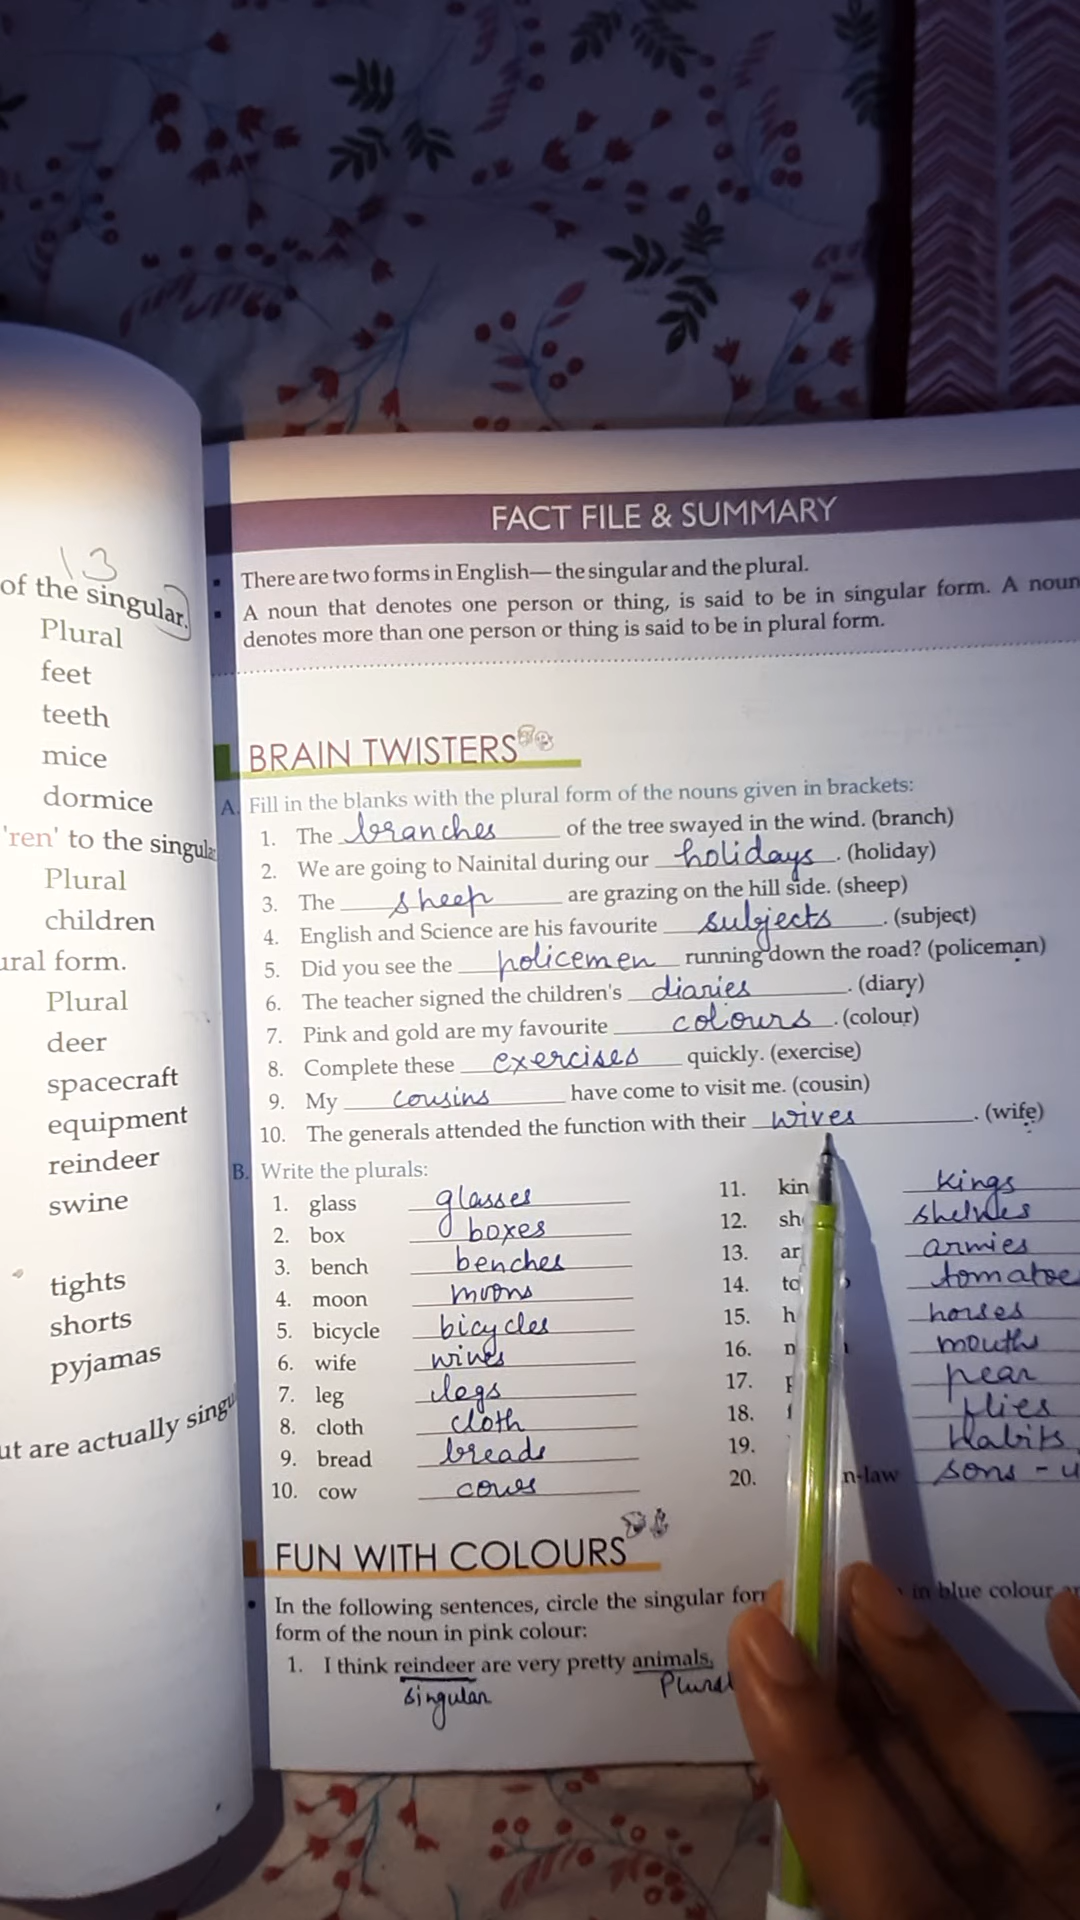 13
of the singular.
Plural
feet
teeth
mice
dormice
'ren' to the singula
Plural
children
ural form.
Plural
deer
spacecraft
equipment
reindeer
swine
tights
shorts
pyjamas
ut are actually singu
FACT FILE & SUMMARY
There are two forms in English— the singular and the plural.
A noun that denotes one person or thing, is said to be in singular form. A noun
denotes more than one person or thing is said to be in plural form.
BRAIN TWISTERS
A. Fill in the blanks with the plural form of the nouns given in brackets:
1. The branches of the tree swayed in the wind. (branch)
2. We are going to Nainital during our holidays. (holiday)
3. The sheep are grazing on the hill side. (sheep)
4. English and Science are his favourite subjects. (subject)
5. Did you see the policemen running down the road? (policeman)
6. The teacher signed the children's diaries. (diary)
7. Pink and gold are my favourite colours. (colour)
8. Complete these exercises quickly. (exercise)
9. My cousins have come to visit me. (cousin)
10. The generals attended the function with their wives. (wife)
B. Write the plurals:
1. glass glasses 11. kin kings
2. box boxes 12. sh shelves
3. bench benches 13. ar armies
4. moon moons 14. to tomatoe
5. bicycle bicycles 15. h horses
6. wife wives 16. mouths
7. leg legs 17. pear
8. cloth cloth 18. flies
9. bread breads 19. habits
10. cow cows 20. n-law sons -
FUN WITH COLOURS
In the following sentences, circle the singular for in blue colour
form of the noun in pink colour:
1. I think reindeer are very pretty animals.
singular Plural